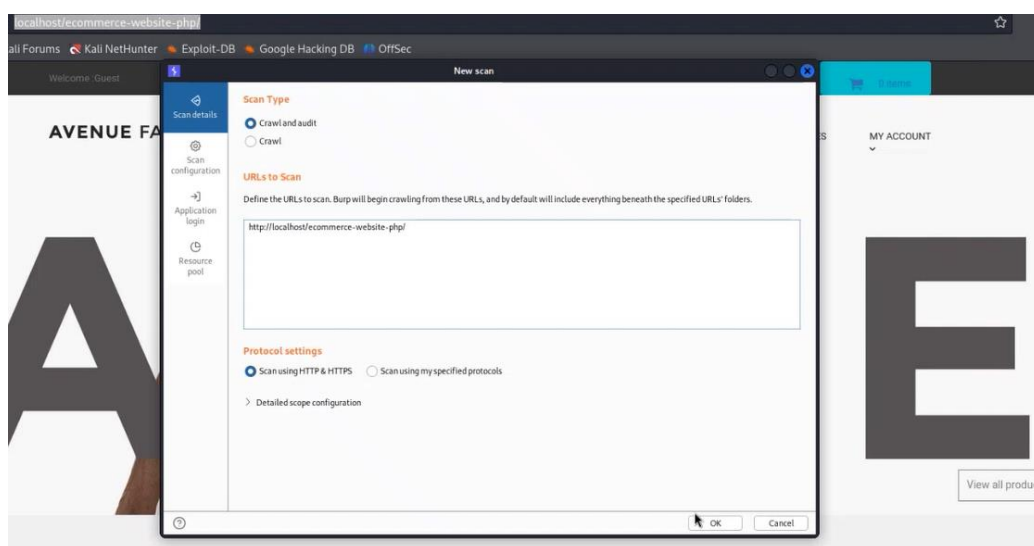 localhost/ecommerce-website-php/
ali Forums Kali NetHunter Exploit-DB Google Hacking DB OffSec
Welcome :Guest
New scan
0 items
AVENUE FA
S
MY ACCOUNT
Scan details
Scan configuration
Application login
Resource pool
Scan Type
Crawl and audit
Crawl
URLs to Scan
Define the URLs to scan. Burp will begin crawling from these URLs, and by default will include everything beneath the specified URLs' folders.
http://localhost/ecommerce-website-php/
Protocol settings
Scan using HTTP & HTTPS Scan using my specified protocols
Detailed scope configuration
A
E
View all produ
OK Cancel